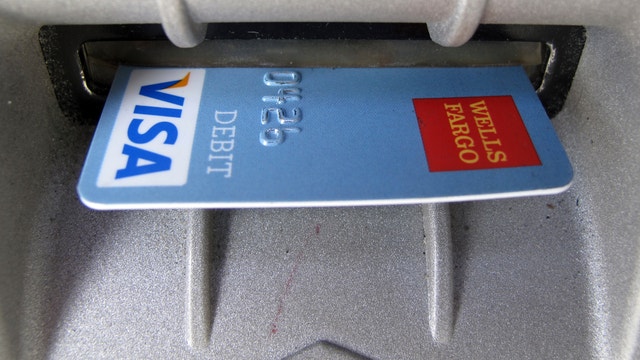 VISA
DEBIT
0426
WELLS
FARGO